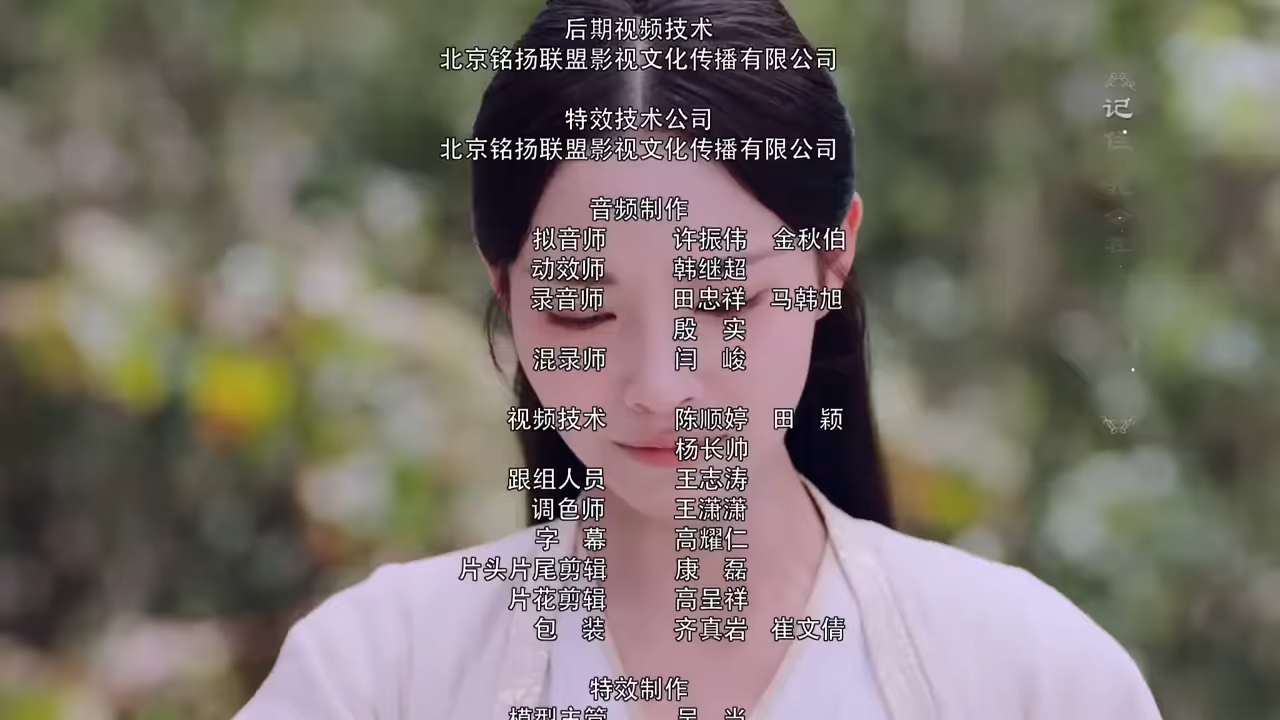 后期视频技术
北京铭扬联盟影视文化传播有限公司
特效技术公司
北京铭扬联盟影视文化传播有限公司
音频制作
拟音师 许振伟 金秋伯
动效师 韩继超
录音师 田忠祥 马韩旭
殷 实
混录师 闫 峻
视频技术 陈顺婷 田 颖
杨长帅
跟组人员 王志涛
调色师 王潇潇
字 幕 高耀仁
片头片尾剪辑 康 磊
片花剪辑 高呈祥
包 装 齐真岩 崔文倩
特效制作
模型主管
记